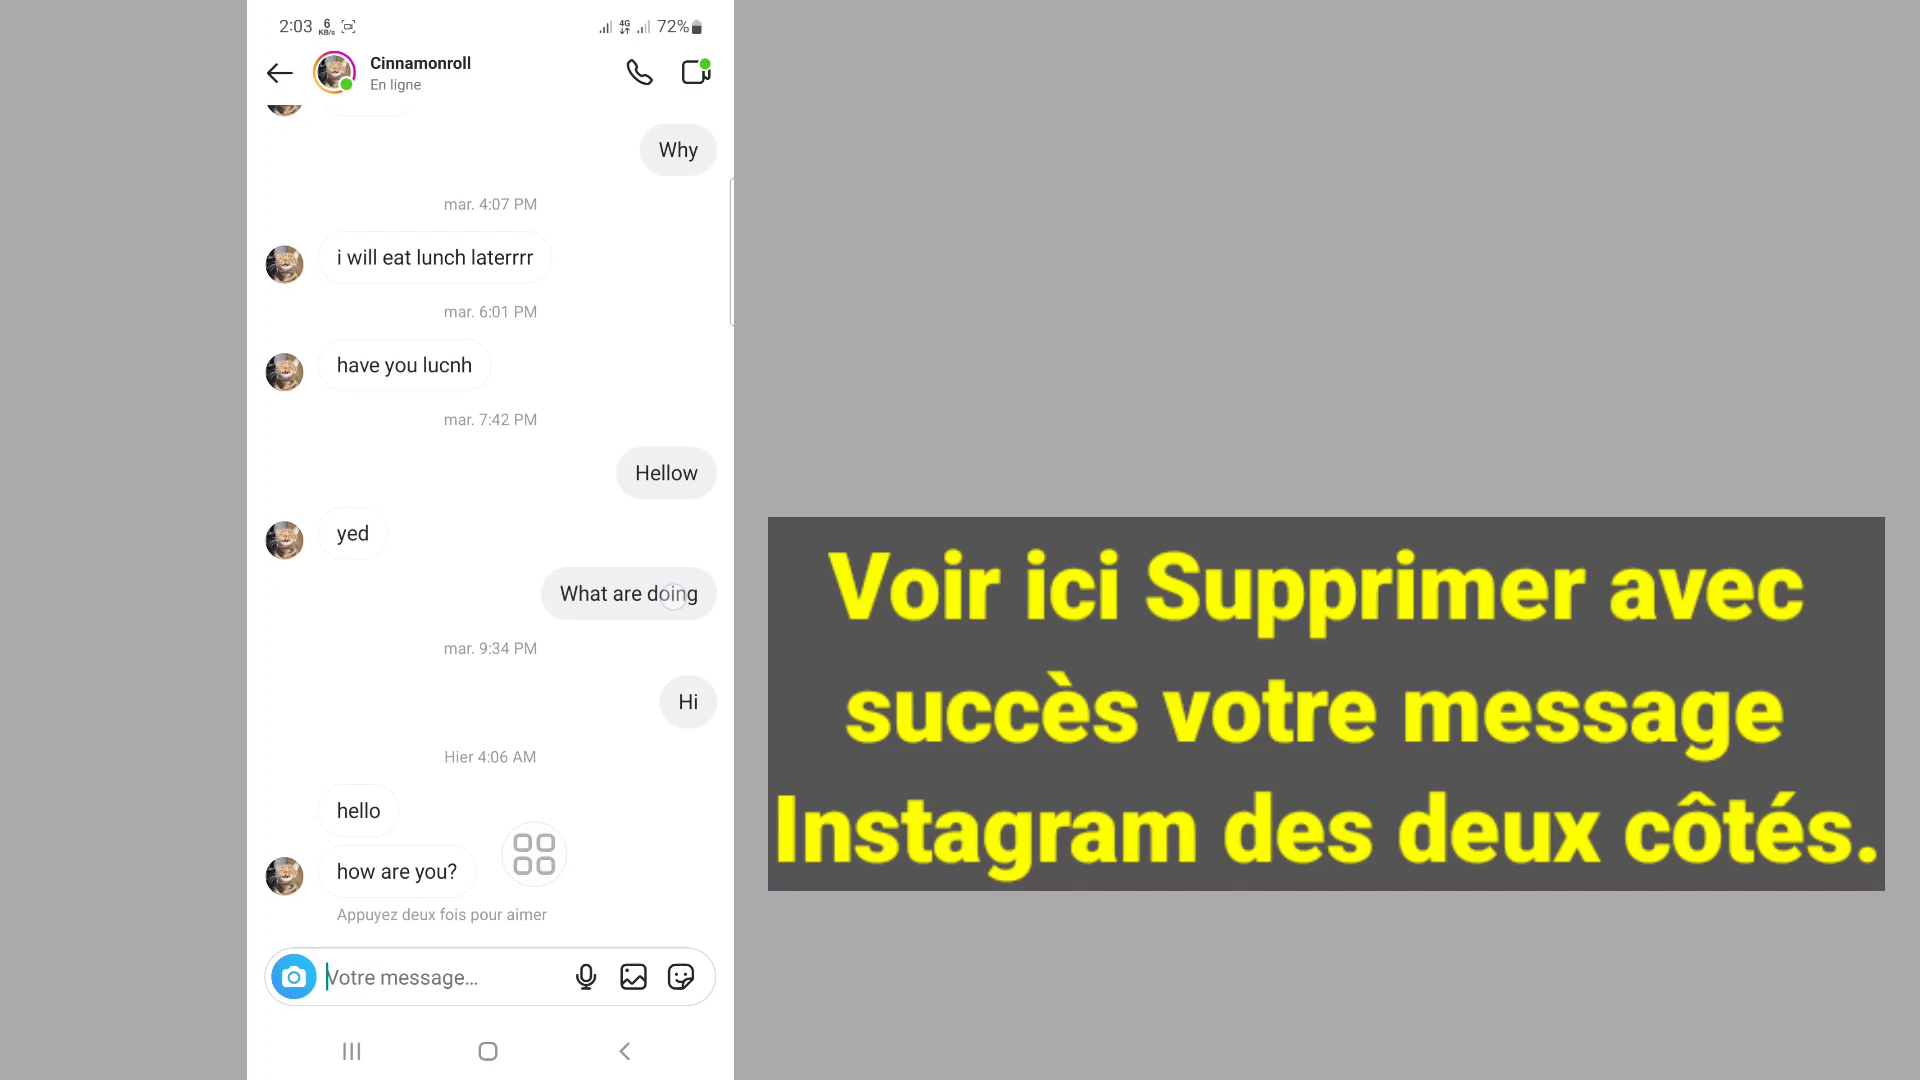 2:03 6 KB/s 4G 72%
Cinnamonroll
En ligne
Why
mar. 4:07 PM
i will eat lunch laterrrr
mar. 6:01 PM
have you lucnh
mar. 7:42 PM
Hellow
yed
What are doing
mar. 9:34 PM
Hi
Hier 4:06 AM
hello
how are you?
Appuyez deux fois pour aimer
Votre message...
Voir ici Supprimer avec
succès votre message
Instagram des deux côtés.